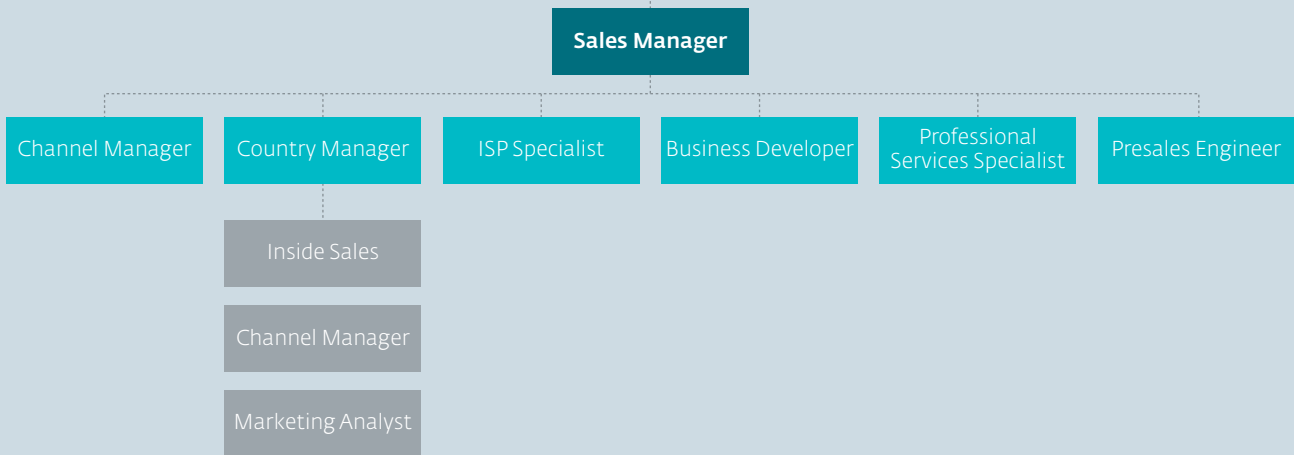 Sales Manager
Channel Manager
Country Manager
ISP Specialist
Business Developer
Professional
Services Specialist
Presales Engineer
Inside Sales
Channel Manager
Marketing Analyst